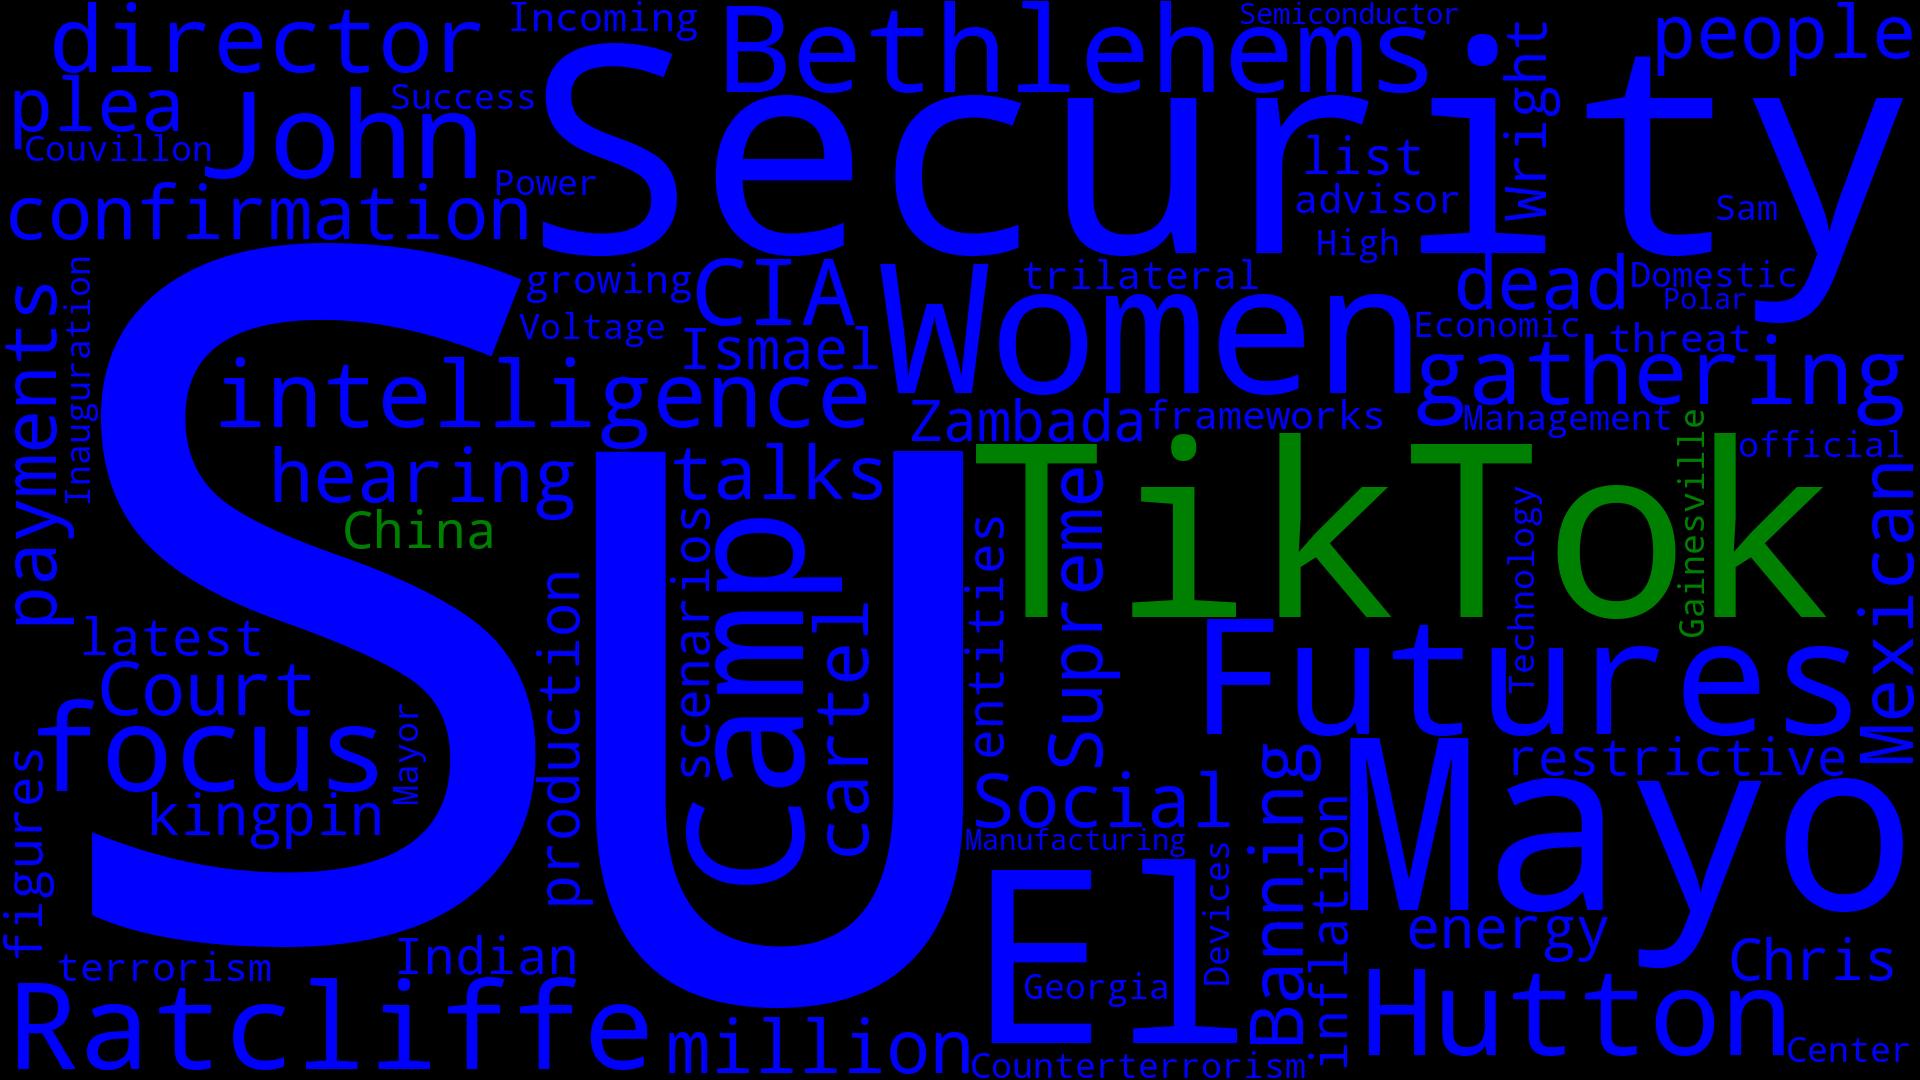 director
Incoming
Bethlehems
Semiconductor
people
plea
John
Success
Security
Wright
Couvillon
list
confirmation
Power
advisor
Sam
High
payments
Inauguration
S
growing
CIA
Women
trilateral
dead
Domestic
Polar
Voltage
Ismael
Economic
threat
intelligence
gathering
Zambada
frameworks
Management
official
hearing
talks
TikTok
Gainesville
Mexican
China
U
scenarios
Camp
cartel
entities
Supreme
Technology
latest
production
Court
Futures
focus
Mayor
figures
kingpin
Social
Banning
Mayo
restrictive
Manufacturing
El
Devices
inflation
energy
terrorism
Indian
Chris
Georgia
Ratcliffe
million
Hutton
Counterterrorism
Center